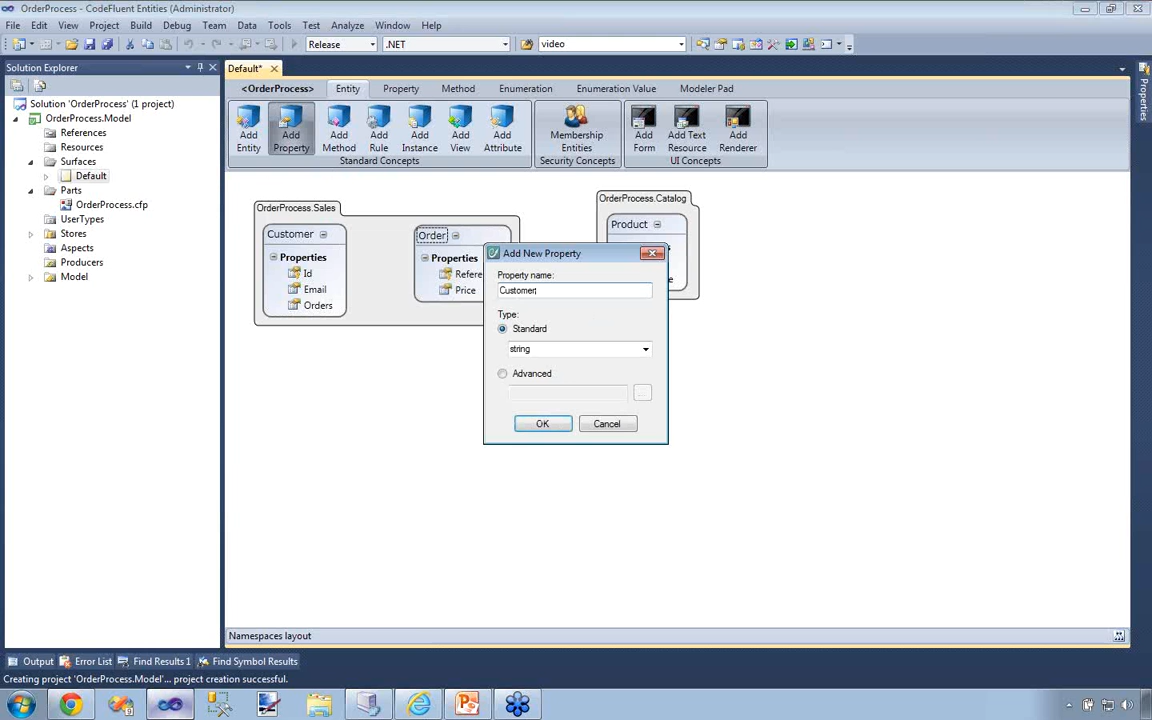 OrderProcess - CodeFluent Entities (Administrator)
File Edit View Project Build Debug Team Data Tools Test Analyze Window Help
Release .NET video
Solution Explorer
Default*
Properties
<OrderProcess> Entity Property Method Enumeration Enumeration Value Modeler Pad
Add Entity
Add Property
Add Method
Add Rule
Add Instance
Add View
Add Attribute
Standard Concepts
Membership Entities
Security Concepts
Add Form
Add Text Resource
Add Renderer
UI Concepts
Solution 'OrderProcess' (1 project)
OrderProcess.Model
References
Resources
Surfaces
Default
Parts
OrderProcess.cfp
UserTypes
Stores
Aspects
Producers
Model
OrderProcess.Sales
Customer
Properties
Id
Email
Orders
Order
Properties
Refere
Price
OrderProcess.Catalog
Product
Add New Property
Property name:
Customer
Type:
Standard
string
Advanced
...
OK Cancel
Namespaces layout
Output Error List Find Results 1 Find Symbol Results
Creating project 'OrderProcess.Model'... project creation successful.